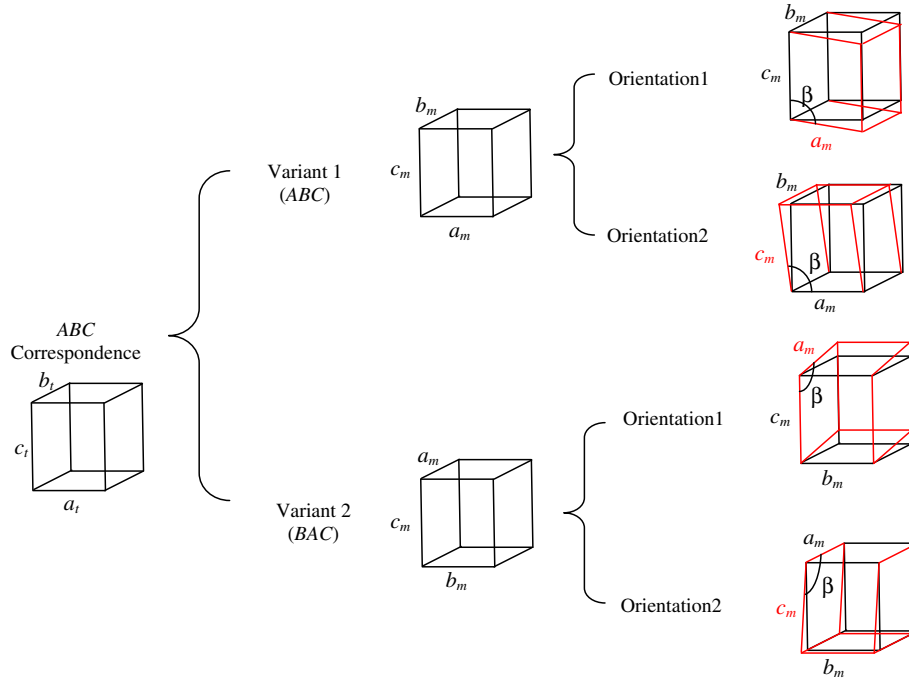 ABC
Correspondence
b_t
c_t
a_t
Variant 1
(ABC)
b_m
c_m
a_m
Orientation1
b_m
c_m
β
a_m
Orientation2
b_m
c_m
β
a_m
Variant 2
(BAC)
a_m
c_m
b_m
Orientation1
a_m
β
c_m
b_m
Orientation2
a_m
β
c_m
b_m